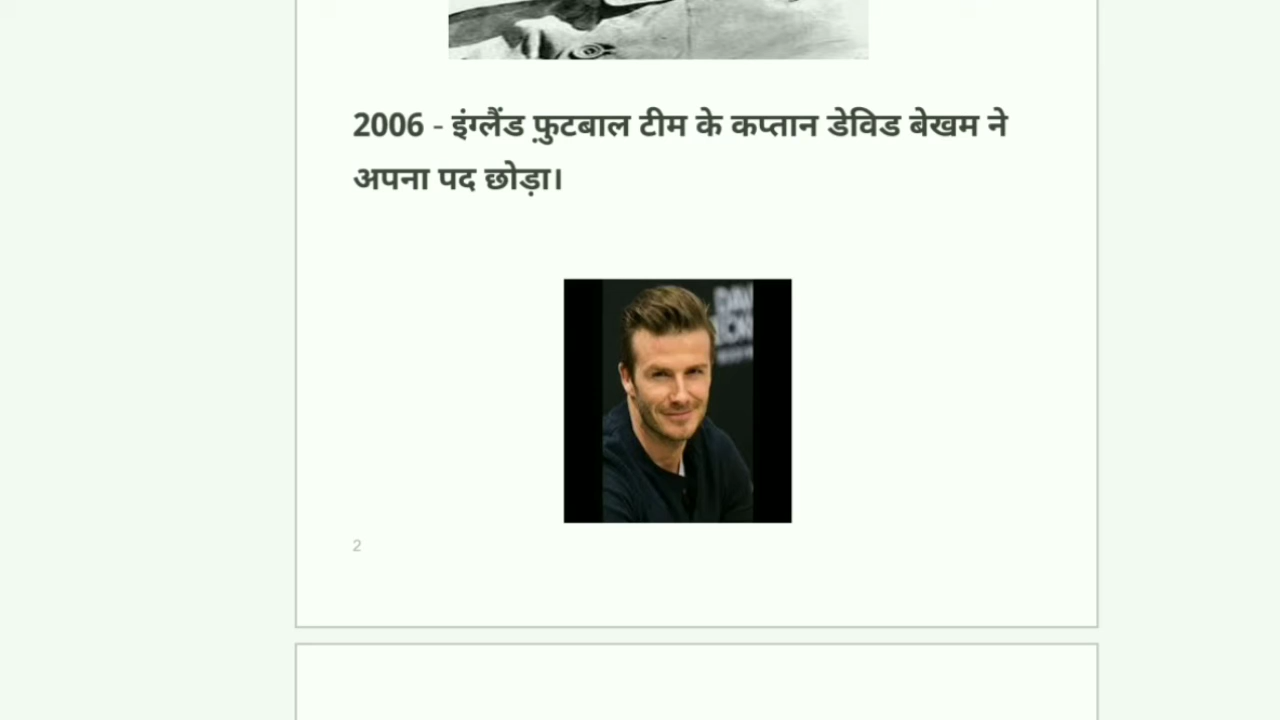 2006 - इंग्लैंड फ़ुटबाल टीम के कप्तान डेविड बेखम ने
अपना पद छोड़ा।
2